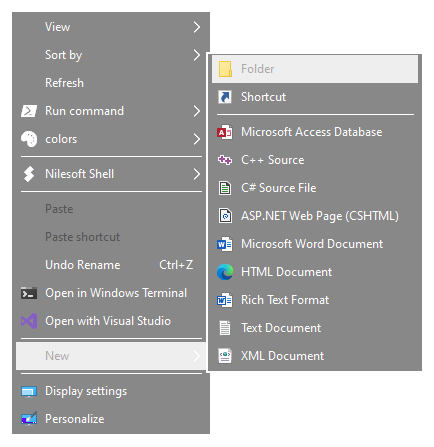 View
Sort by
Refresh
Run command
colors
Nilesoft Shell
Paste
Paste shortcut
Undo Rename Ctrl+Z
Open in Windows Terminal
Open with Visual Studio
New
Display settings
Personalize
Folder
Shortcut
Microsoft Access Database
C++ Source
C# Source File
ASP.NET Web Page (CSHTML)
Microsoft Word Document
HTML Document
Rich Text Format
Text Document
XML Document